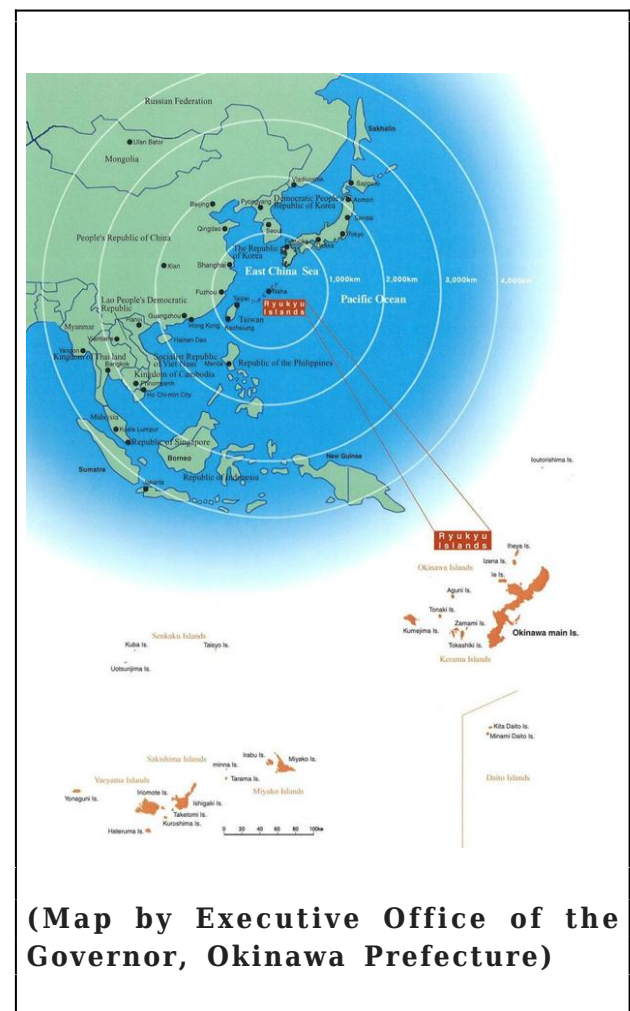 Russian Federation
Sakhalin
Ulan Bator
Mongolia
Vladivostok
Sapporo
Beijing
Pyongyang
Democratic People's
Republic of Korea
Aomori
Sendai
Qingdao
Seoul
Tokyo
People's Republic of China
The Republic
of Korea
Xian
Shanghai
East China Sea
1,000km
2,000km
3,000km
4,000km
Fuzhou
Naha
Pacific Ocean
Taipei
Ryukyu
Islands
Lao People's Democratic
Republic
Guangzhou
Taiwan
Hanoi
Hong Kong
Kaohsiung
Myanmar
Vientiane
Hainan Dao
Yangon
Kingdom of Thailand
Socialist Republic
of Viet Nam
Manila
Republic of the Philippines
Bangkok
Kingdom of Cambodia
Phnompenh
Ho Chi-min City
Malaysia
Kuala Lumpur
Republic of Singapore
Borneo
New Guinea
Sumatra
Republic of Indonesia
Jakarta
Ioutorishima Is.
Ryukyu
Islands
Iheya Is.
Okinawa Islands
Izena Is.
Ie Is.
Aguni Is.
Tonaki Is.
Zamami Is.
Kumejima Is.
Okinawa main Is.
Tokashiki Is.
Kerama Islands
Senkaku Islands
Kuba Is.
Taisyo Is.
Uotsurijima Is.
Kita Daito Is.
Minami Daito Is.
Daito Islands
Sakishima Islands
Irabu Is.
Miyako Is.
minna Is.
Tarama Is.
Yaeyama Islands
Miyako Islands
Yonaguni Is.
Iriomote Is.
Ishigaki Is.
Taketomi Is.
Kuroshima Is.
Hateruma Is.
0 20 40 60 80 100km
(Map by Executive Office of the
Governor, Okinawa Prefecture)